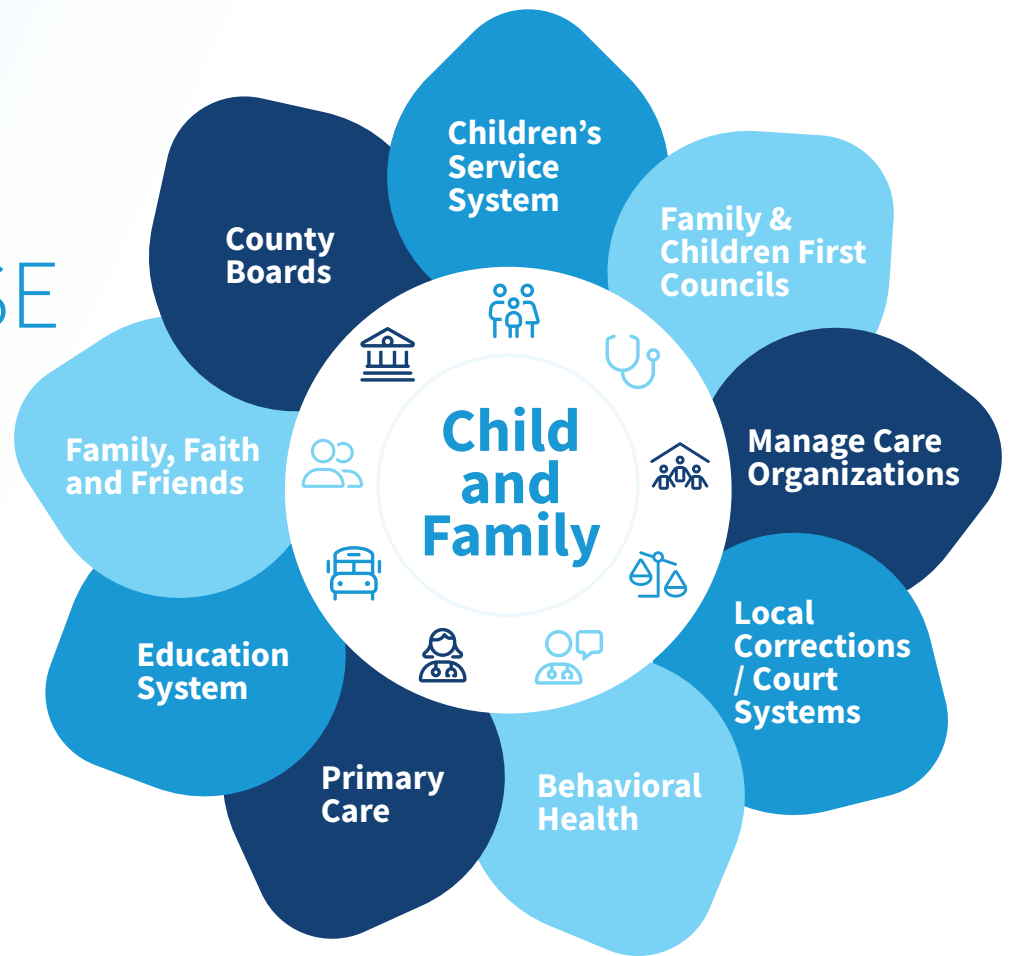 SE
Children’s
Service
System
Family &
Children First
Councils
Manage Care
Organizations
Local
Corrections
/ Court
Systems
Behavioral
Health
Primary
Care
Education
System
Family, Faith
and Friends
County
Boards
Child
and
Family